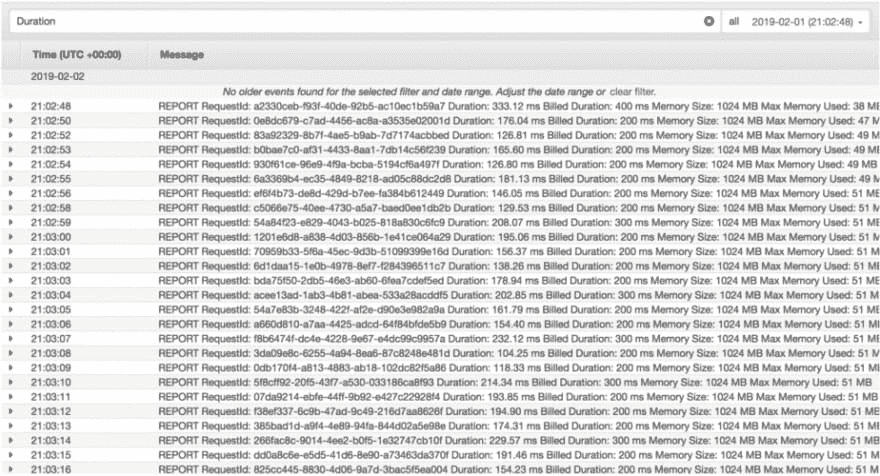 Duration all 2019-02-01 (21:02:48)
Time (UTC +00:00) Message
2019-02-02
No older events found for the selected filter and date range. Adjust the date range or clear filter.
21:02:48 REPORT RequestId: a2330ceb-f93f-40de-92b5-ac10ec1b59a7 Duration: 333.12 ms Billed Duration: 400 ms Memory Size: 1024 MB Max Memory Used: 38 MB
21:02:50 REPORT RequestId: 0e8dc679-c7ad-4456-ac8a-a3535e02001d Duration: 176.04 ms Billed Duration: 200 ms Memory Size: 1024 MB Max Memory Used: 47 M
21:02:52 REPORT RequestId: 83a92329-8b7f-4ae5-b9ab-7d7174acbbed Duration: 126.81 ms Billed Duration: 200 ms Memory Size: 1024 MB Max Memory Used: 49 M
21:02:53 REPORT RequestId: b0bae7c0-af31-4433-8aa1-7db14c56f239 Duration: 165.60 ms Billed Duration: 200 ms Memory Size: 1024 MB Max Memory Used: 49 MB
21:02:54 REPORT RequestId: 930f61ce-96e9-4f9a-bcba-5194cf6a497f Duration: 126.80 ms Billed Duration: 200 ms Memory Size: 1024 MB Max Memory Used: 49 MB
21:02:55 REPORT RequestId: 6a3369b4-ec35-4849-8218-ad05c88dc2d8 Duration: 181.13 ms Billed Duration: 200 ms Memory Size: 1024 MB Max Memory Used: 49 M
21:02:56 REPORT RequestId: ef6f4b73-de8d-429d-b7ee-fa384b612449 Duration: 146.05 ms Billed Duration: 200 ms Memory Size: 1024 MB Max Memory Used: 51 MB
21:02:58 REPORT RequestId: c5066e75-40ee-4730-a5a7-baed0ee1db2b Duration: 129.53 ms Billed Duration: 200 ms Memory Size: 1024 MB Max Memory Used: 51 M
21:02:59 REPORT RequestId: 54a84f23-e829-4043-b025-818a830c6fc9 Duration: 208.07 ms Billed Duration: 300 ms Memory Size: 1024 MB Max Memory Used: 51 MB
21:03:00 REPORT RequestId: 1201e6d8-a838-4d03-856b-1e41ce064a29 Duration: 195.06 ms Billed Duration: 200 ms Memory Size: 1024 MB Max Memory Used: 51 M
21:03:01 REPORT RequestId: 70959b33-5f6a-45ec-9d3b-51099399e16d Duration: 156.37 ms Billed Duration: 200 ms Memory Size: 1024 MB Max Memory Used: 51 MB
21:03:02 REPORT RequestId: 6d1daa15-1e0b-4978-8ef7-f284396511c7 Duration: 138.26 ms Billed Duration: 200 ms Memory Size: 1024 MB Max Memory Used: 51 MB
21:03:03 REPORT RequestId: bda75f50-2db5-46e3-ab60-6fea7cdef5ed Duration: 178.94 ms Billed Duration: 200 ms Memory Size: 1024 MB Max Memory Used: 51 MB
21:03:04 REPORT RequestId: acee13ad-1ab3-4b81-abea-533a28acddf5 Duration: 202.85 ms Billed Duration: 300 ms Memory Size: 1024 MB Max Memory Used: 51 M
21:03:05 REPORT RequestId: 54a7e83b-3248-422f-af2e-d90e3e982a9a Duration: 161.79 ms Billed Duration: 200 ms Memory Size: 1024 MB Max Memory Used: 51 MB
21:03:06 REPORT RequestId: a660d810-a7aa-4425-adcd-64f84bfde5b9 Duration: 154.40 ms Billed Duration: 200 ms Memory Size: 1024 MB Max Memory Used: 51 M
21:03:07 REPORT RequestId: f8b6474f-dc4e-4228-9e67-e4dc99c9957a Duration: 232.12 ms Billed Duration: 300 ms Memory Size: 1024 MB Max Memory Used: 51 MB
21:03:08 REPORT RequestId: 3da09e8c-6255-4a94-8ea6-87c8248e481d Duration: 104.25 ms Billed Duration: 200 ms Memory Size: 1024 MB Max Memory Used: 51 MB
21:03:09 REPORT RequestId: 0db170f4-a813-4883-ab18-102dc82f5a86 Duration: 118.33 ms Billed Duration: 200 ms Memory Size: 1024 MB Max Memory Used: 51 M
21:03:10 REPORT RequestId: 5f8cff92-20f5-43f7-a530-033186ca8f93 Duration: 214.34 ms Billed Duration: 300 ms Memory Size: 1024 MB Max Memory Used: 51 MB
21:03:11 REPORT RequestId: 07da9214-ebfe-44ff-9b92-e427c22928f4 Duration: 193.85 ms Billed Duration: 200 ms Memory Size: 1024 MB Max Memory Used: 51 MB
21:03:12 REPORT RequestId: f38ef337-6c9b-47ad-9c49-216d7aa8626f Duration: 194.90 ms Billed Duration: 200 ms Memory Size: 1024 MB Max Memory Used: 51 MB
21:03:13 REPORT RequestId: 385bad1d-a9f4-4e89-94fa-844d02a5e98e Duration: 174.31 ms Billed Duration: 200 ms Memory Size: 1024 MB Max Memory Used: 51 M
21:03:14 REPORT RequestId: 266fac8c-9014-4ee2-b0f5-1e32747cb10f Duration: 229.57 ms Billed Duration: 300 ms Memory Size: 1024 MB Max Memory Used: 51 MB
21:03:15 REPORT RequestId: dd0a8c6e-e5d5-41d6-8e90-a73463da370f Duration: 191.46 ms Billed Duration: 200 ms Memory Size: 1024 MB Max Memory Used: 51 M
21:03:16 REPORT RequestId: 825cc445-8830-4d06-9a7d-3bac5f5ea004 Duration: 154.23 ms Billed Duration: 200 ms Memory Size: 1024 MB Max Memory Used: 51 M